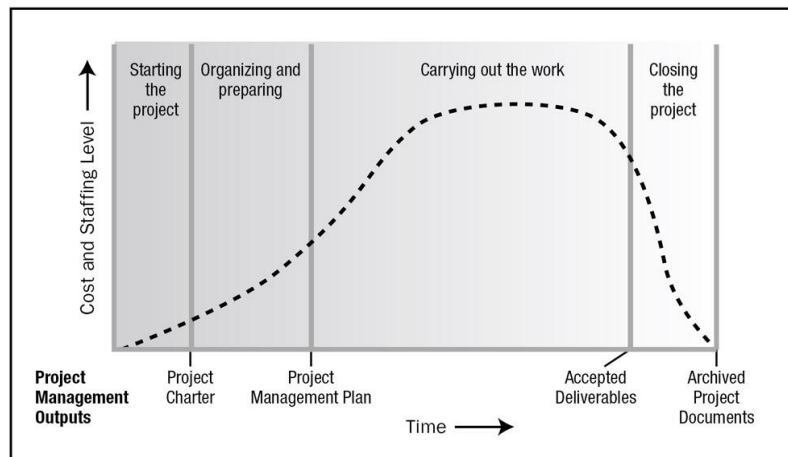 Starting
the
project
Organizing and
preparing
Carrying out the work
Closing
the
project
Cost and Staffing Level
Project
Management
Outputs
Project
Charter
Project
Management Plan
Accepted
Deliverables
Archived
Project
Documents
Time